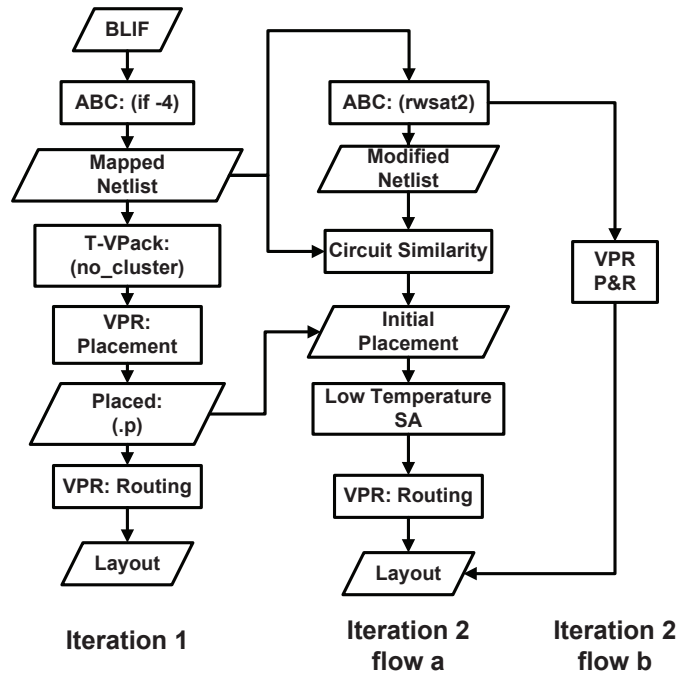 BLIF
ABC: (if -4)
Mapped
Netlist
T-VPack:
(no_cluster)
VPR:
Placement
Placed:
(.p)
VPR: Routing
Layout
Iteration 1
ABC: (rwsat2)
Modified
Netlist
Circuit Similarity
Initial
Placement
Low Temperature
SA
VPR: Routing
Layout
Iteration 2
flow a
VPR
P&R
Iteration 2
flow b